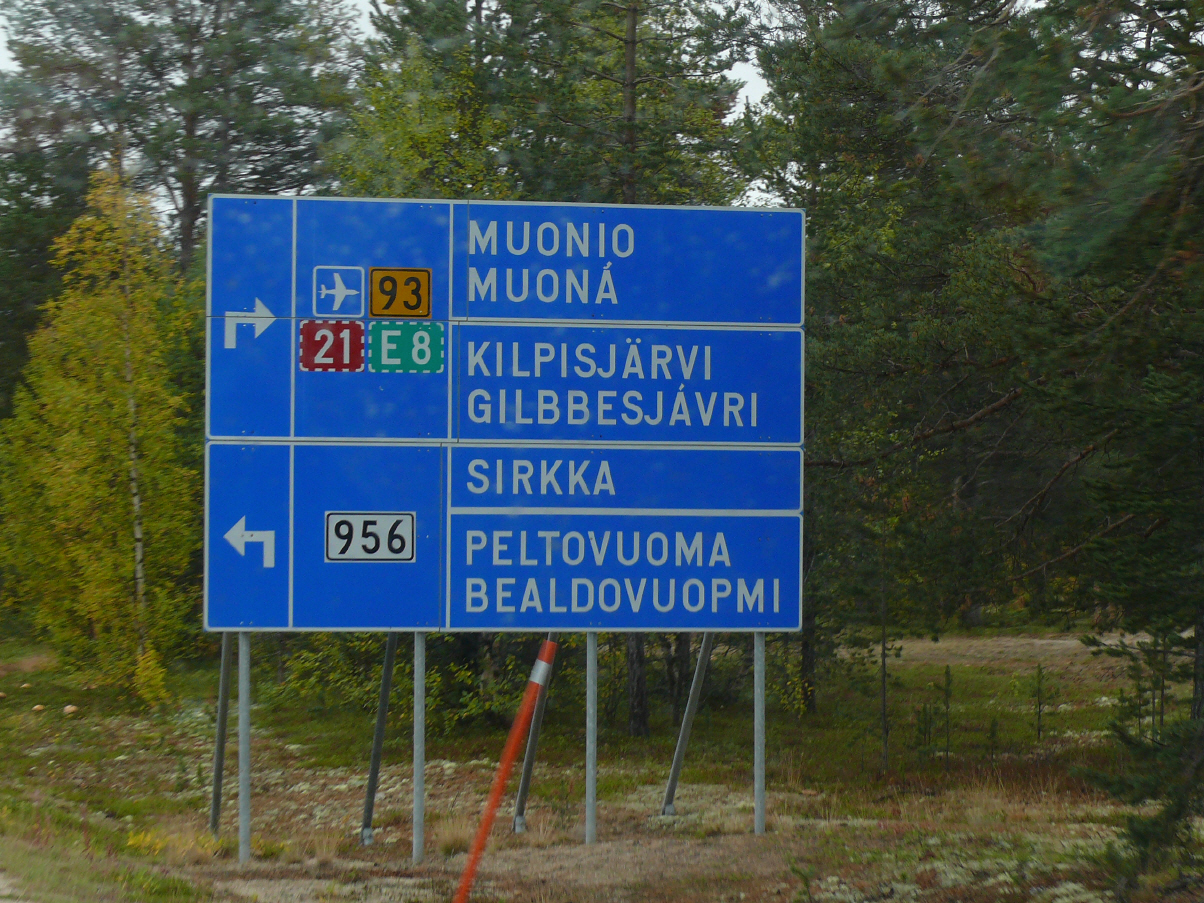 93
21 E 8
MUONIO
MUONÁ
KILPISJÄRVI
GILBBESJÁVRI
956
SIRKKA
PELTOVUOMA
BEALDOVUOPMI